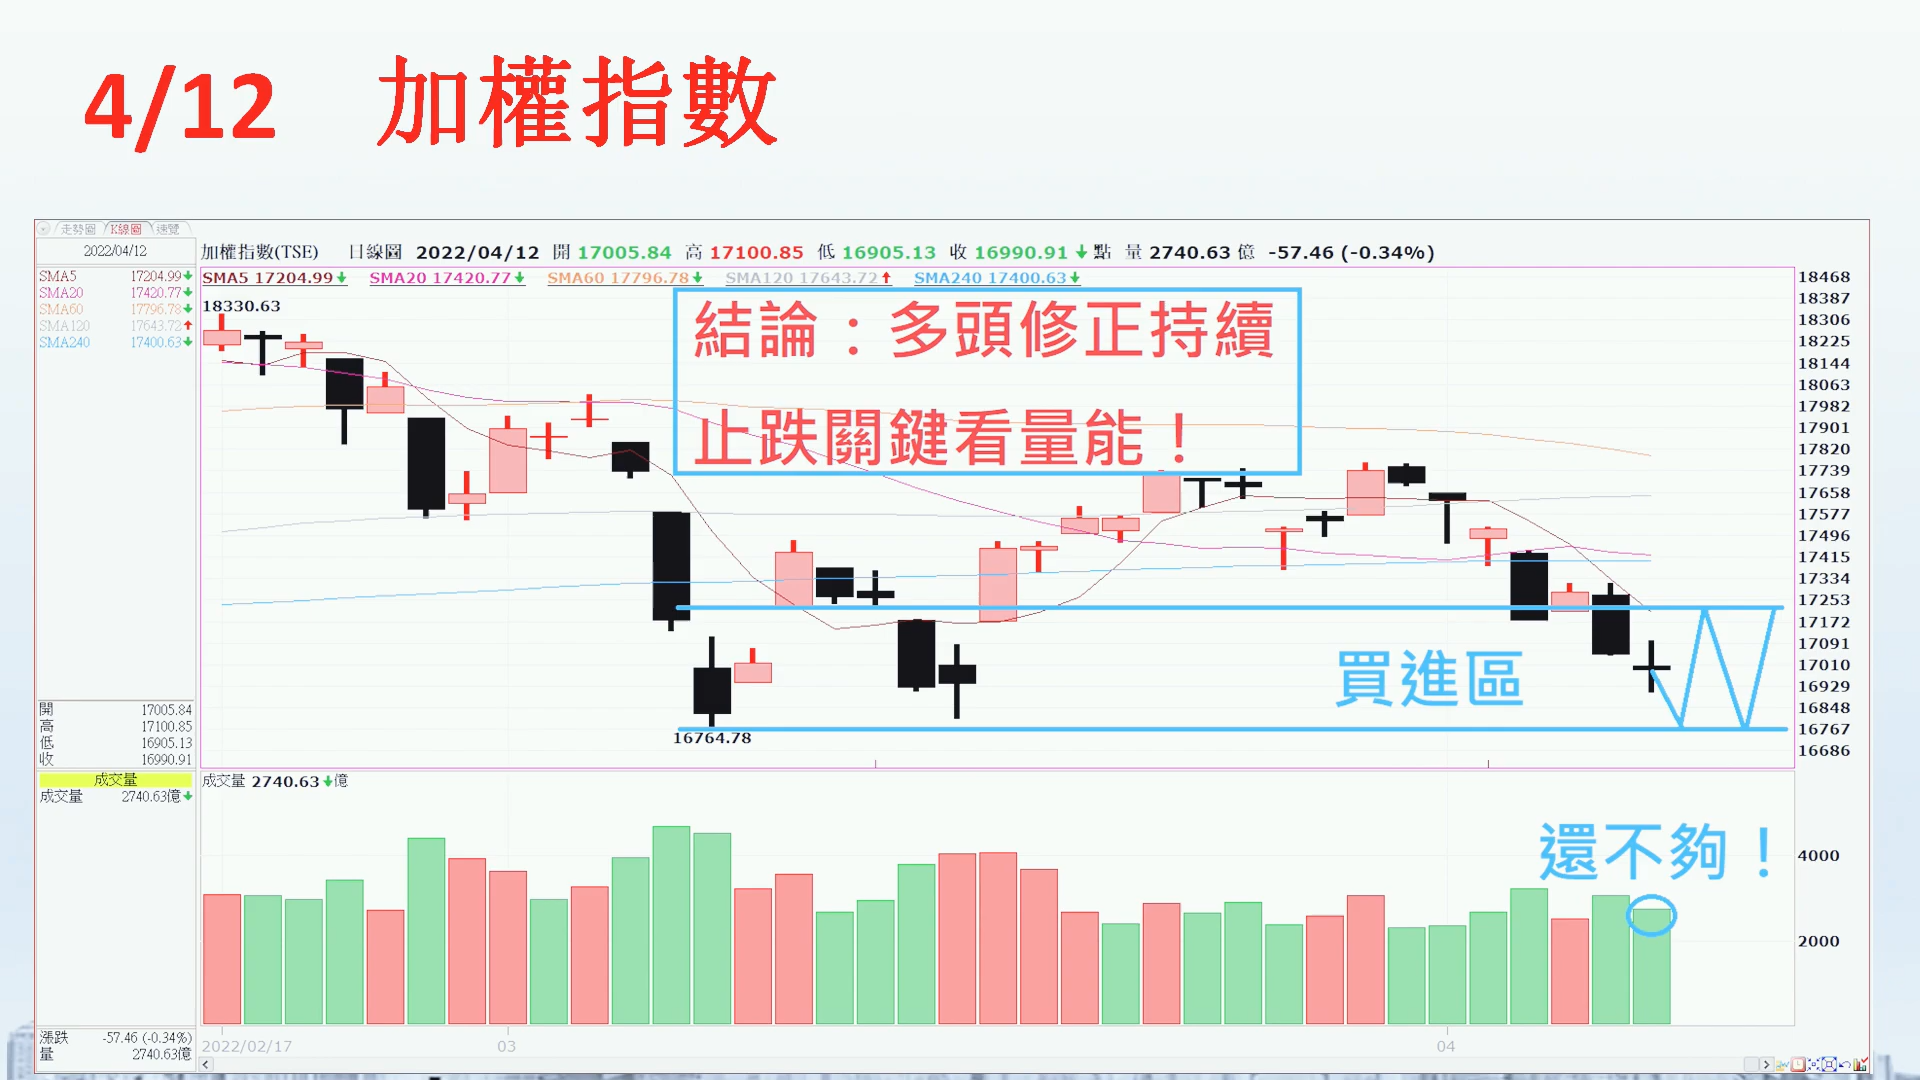 4/12 加權指數
走勢圖 K線圖 速覽
2022/04/12
SMA5 17204.99↓
SMA20 17420.77↓
SMA60 17796.78↓
SMA120 17643.72↑
SMA240 17400.63↓
開 17005.84
高 17100.85
低 16905.13
收 16990.91
成交量
成交量 2740.63億↓
漲跌 -57.46 (-0.34%)
量 2740.63億
加權指數(TSE) 日線圖 2022/04/12 開 17005.84 高 17100.85 低 16905.13 收 16990.91↓點 量 2740.63 億 -57.46 (-0.34%)
SMA5 17204.99↓ SMA20 17420.77↓ SMA60 17796.78↓ SMA120 17643.72↑ SMA240 17400.63↓
18330.63
結論：多頭修正持續
止跌關鍵看量能！
買進區
16764.78
18468
18387
18306
18225
18144
18063
17982
17901
17820
17739
17658
17577
17496
17415
17334
17253
17172
17091
17010
16929
16848
16767
16686
成交量 2740.63↓億
還不夠！
4000
2000
2022/02/17 03 04